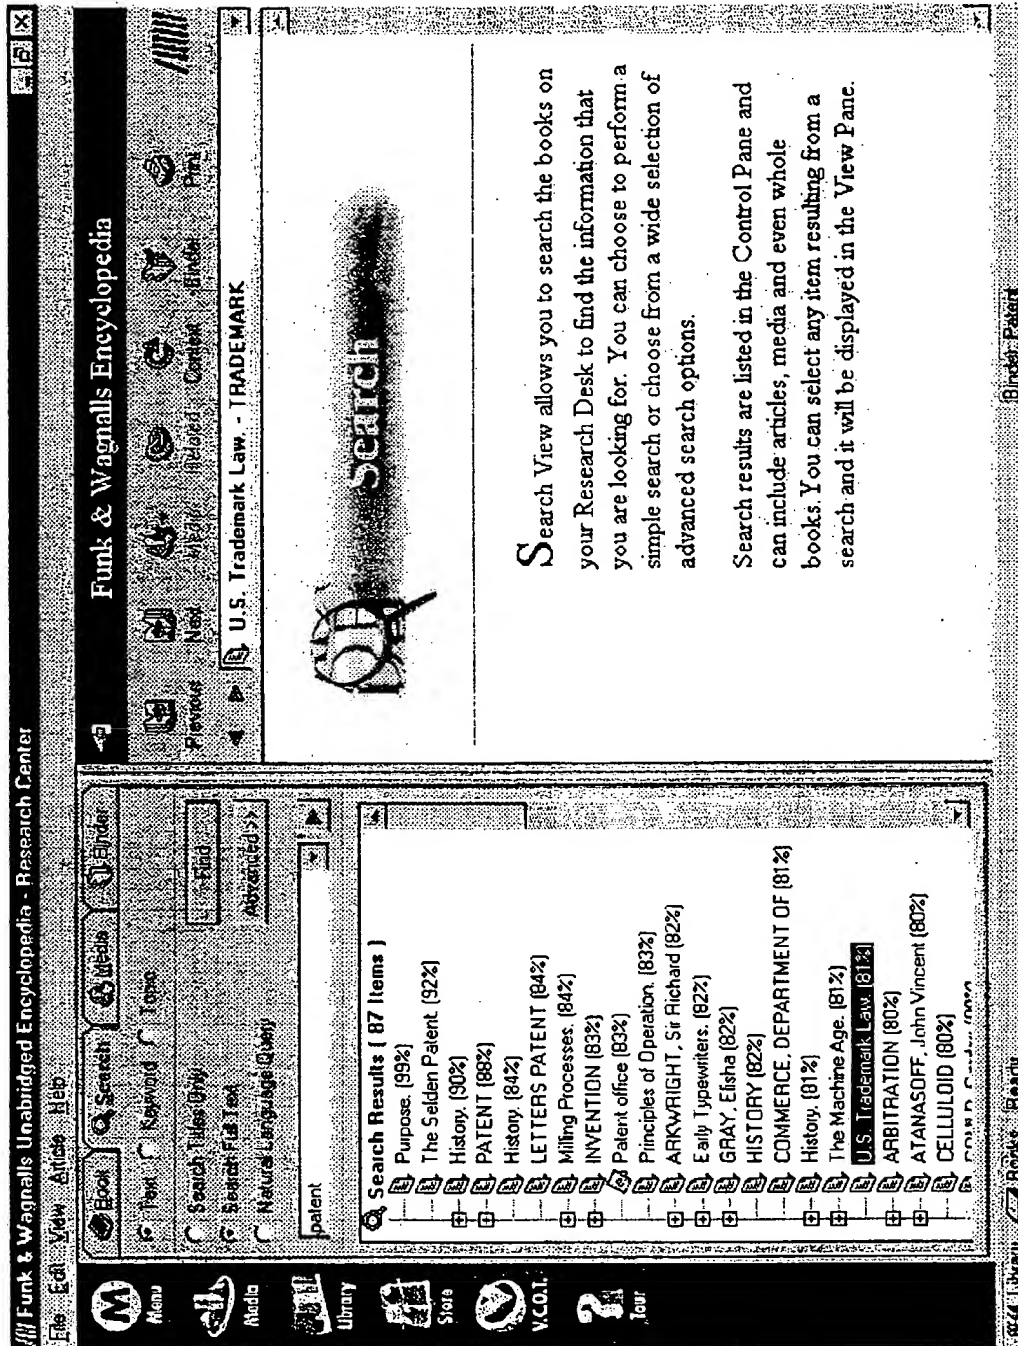 Funk & Wagnalls Unabridged Encyclopedia - Research Center
File Edit View Article Help
Menu
Media
Library
Store
V.C.O.T.
Tour
Book Search Media Binder
Text Keyword Topic
Search Titles Only
Search Full Text
Natural Language Query
Find
Advanced >>
patent
Search Results ( 87 Items )
Purpose. (99%)
The Selden Patent. (92%)
History. (90%)
PATENT (88%)
History. (84%)
LETTERS PATENT (84%)
Milling Processes. (84%)
INVENTION (83%)
Patent office (83%)
Principles of Operation. (83%)
ARKWRIGHT, Sir Richard (82%)
Early Typewriters. (82%)
GRAY, Elisha (82%)
HISTORY (82%)
COMMERCE, DEPARTMENT OF (81%)
History. (81%)
The Machine Age. (81%)
U.S. Trademark Law. (81%)
ARBITRATION (80%)
ATANASOFF, John Vincent (80%)
CELLULOID (80%)
Funk & Wagnalls Encyclopedia
Previous Next Media Related Context Binder Print
U.S. Trademark Law. - TRADEMARK
Search
Search View allows you to search the books on
your Research Desk to find the information that
you are looking for. You can choose to perform a
simple search or choose from a wide selection of
advanced search options.
Search results are listed in the Control Pane and
can include articles, media and even whole
books. You can select any item resulting from a
search and it will be displayed in the View Pane.
Library Books Ready
Binder: Patent